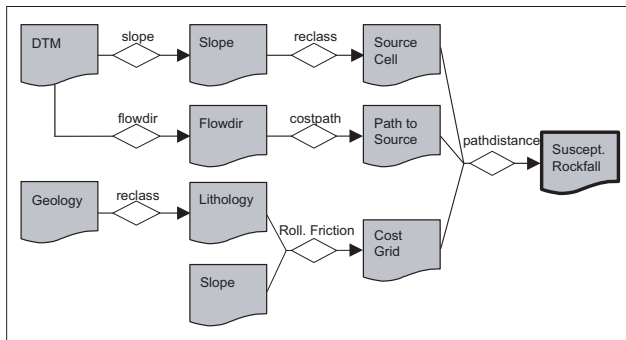 slope
reclass
DTM
Slope
Source
Cell
flowdir
costpath
pathdistance
Flowdir
Path to
Source
Suscept.
Rockfall
reclass
Geology
Lithology
Roll. Friction
Cost
Grid
Slope